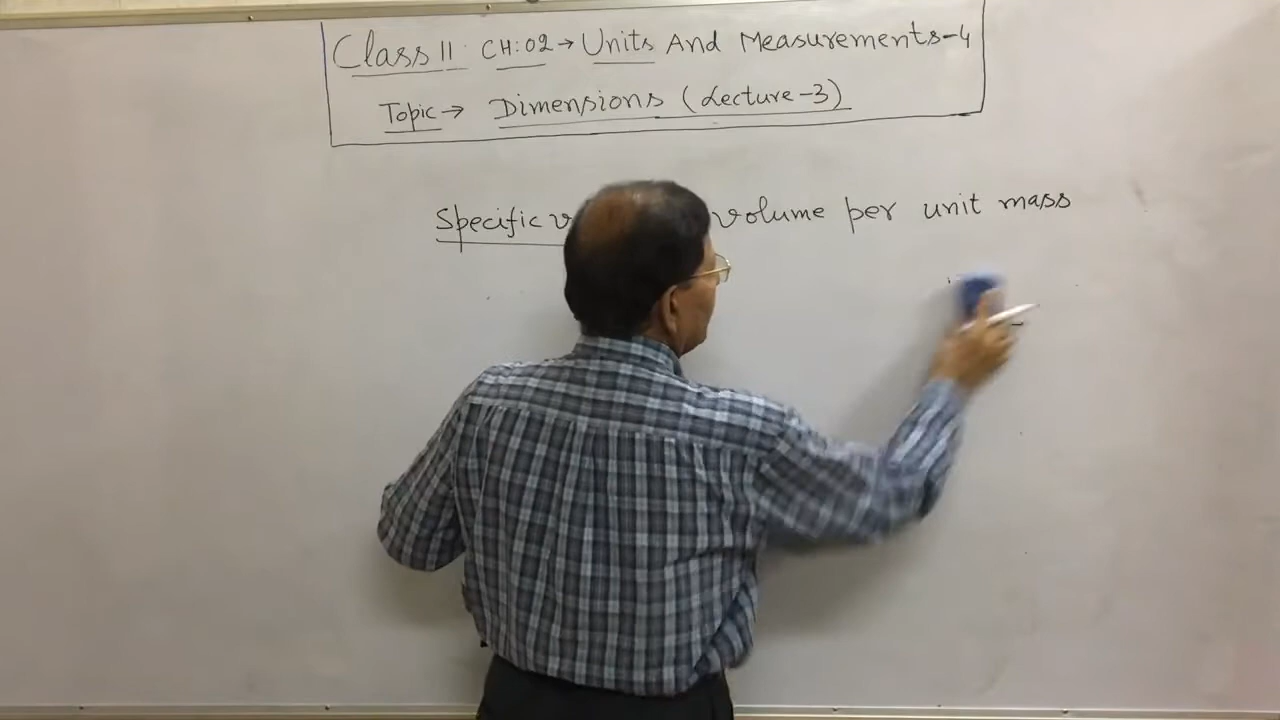 Class 11 CH:02 → Units And Measurements-4
Topic → Dimensions (Lecture-3)
Specific volume per unit mass